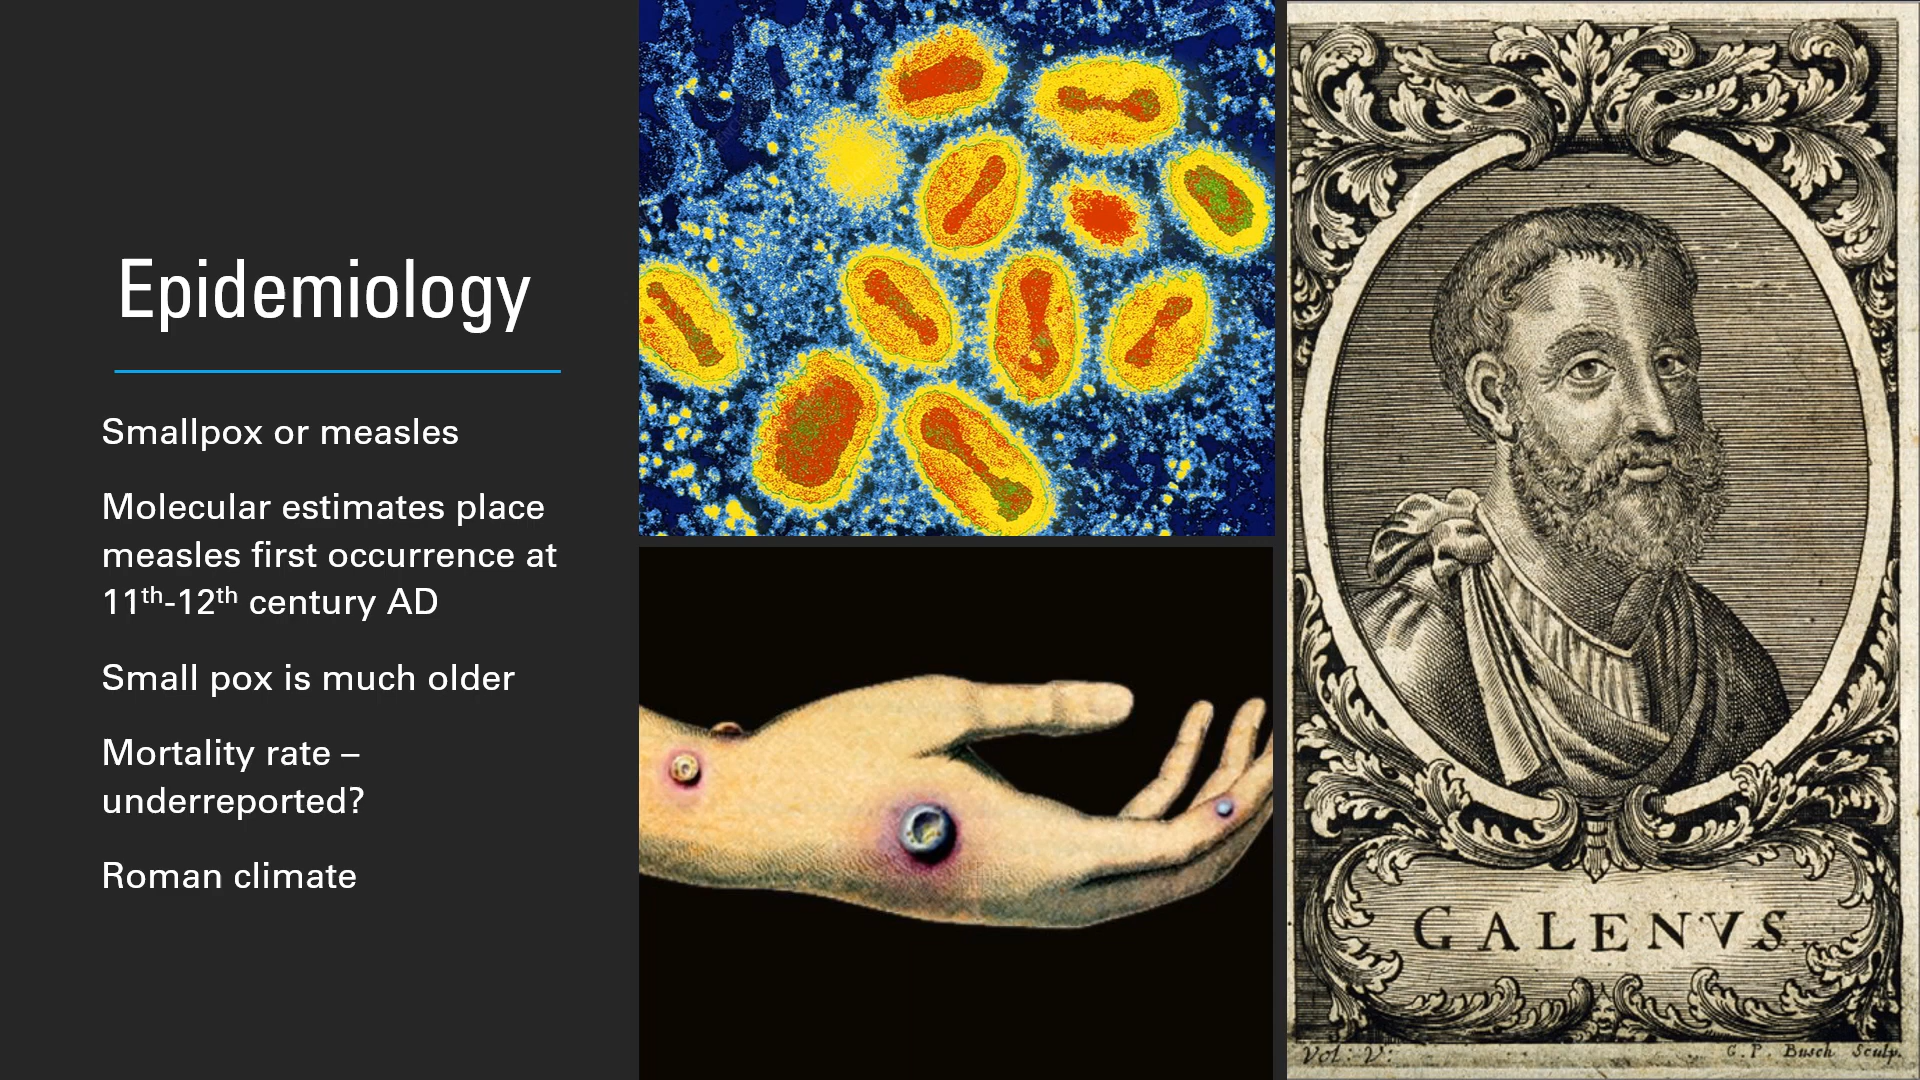 Epidemiology
Smallpox or measles
Molecular estimates place
measles first occurrence at
11th-12th century AD
Small pox is much older
Mortality rate –
underreported?
Roman climate
GALENVS
Vol: V:
G. P. Busch Sculp.